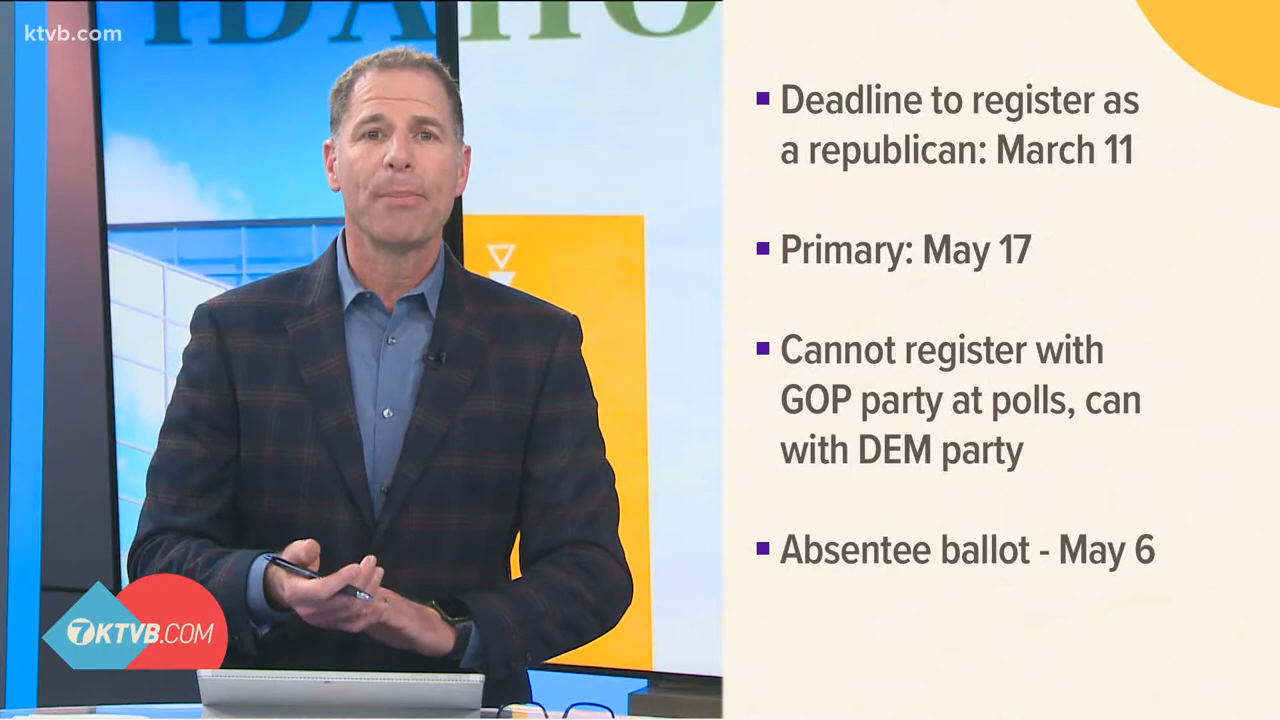 ktvb.com
IDAHO
Deadline to register as
a republican: March 11
Primary: May 17
Cannot register with
GOP party at polls, can
with DEM party
Absentee ballot - May 6
7KTVB.COM